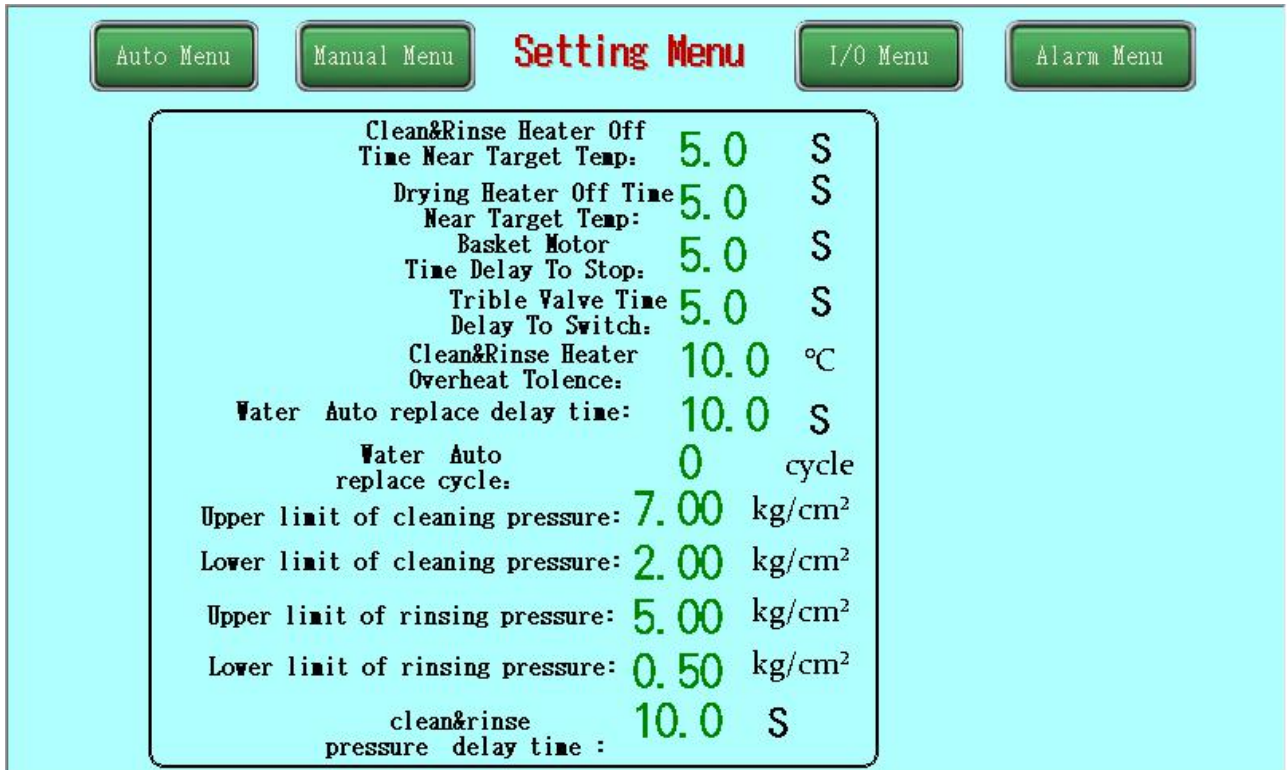 Auto Menu Manual Menu Setting Menu I/O Menu Alarm Menu
Clean&Rinse Heater Off
Time Near Target Temp: 5.0 S
Drying Heater Off Time
Near Target Temp: 5.0 S
Basket Motor
Time Delay To Stop: 5.0 S
Trible Valve Time
Delay To Switch: 5.0 S
Clean&Rinse Heater
Overheat Tolence: 10.0 °C
Water Auto replace delay time: 10.0 S
Water Auto
replace cycle: 0 cycle
Upper limit of cleaning pressure: 7.00 kg/cm²
Lower limit of cleaning pressure: 2.00 kg/cm²
Upper limit of rinsing pressure: 5.00 kg/cm²
Lower limit of rinsing pressure: 0.50 kg/cm²
clean&rinse
pressure delay time : 10.0 S